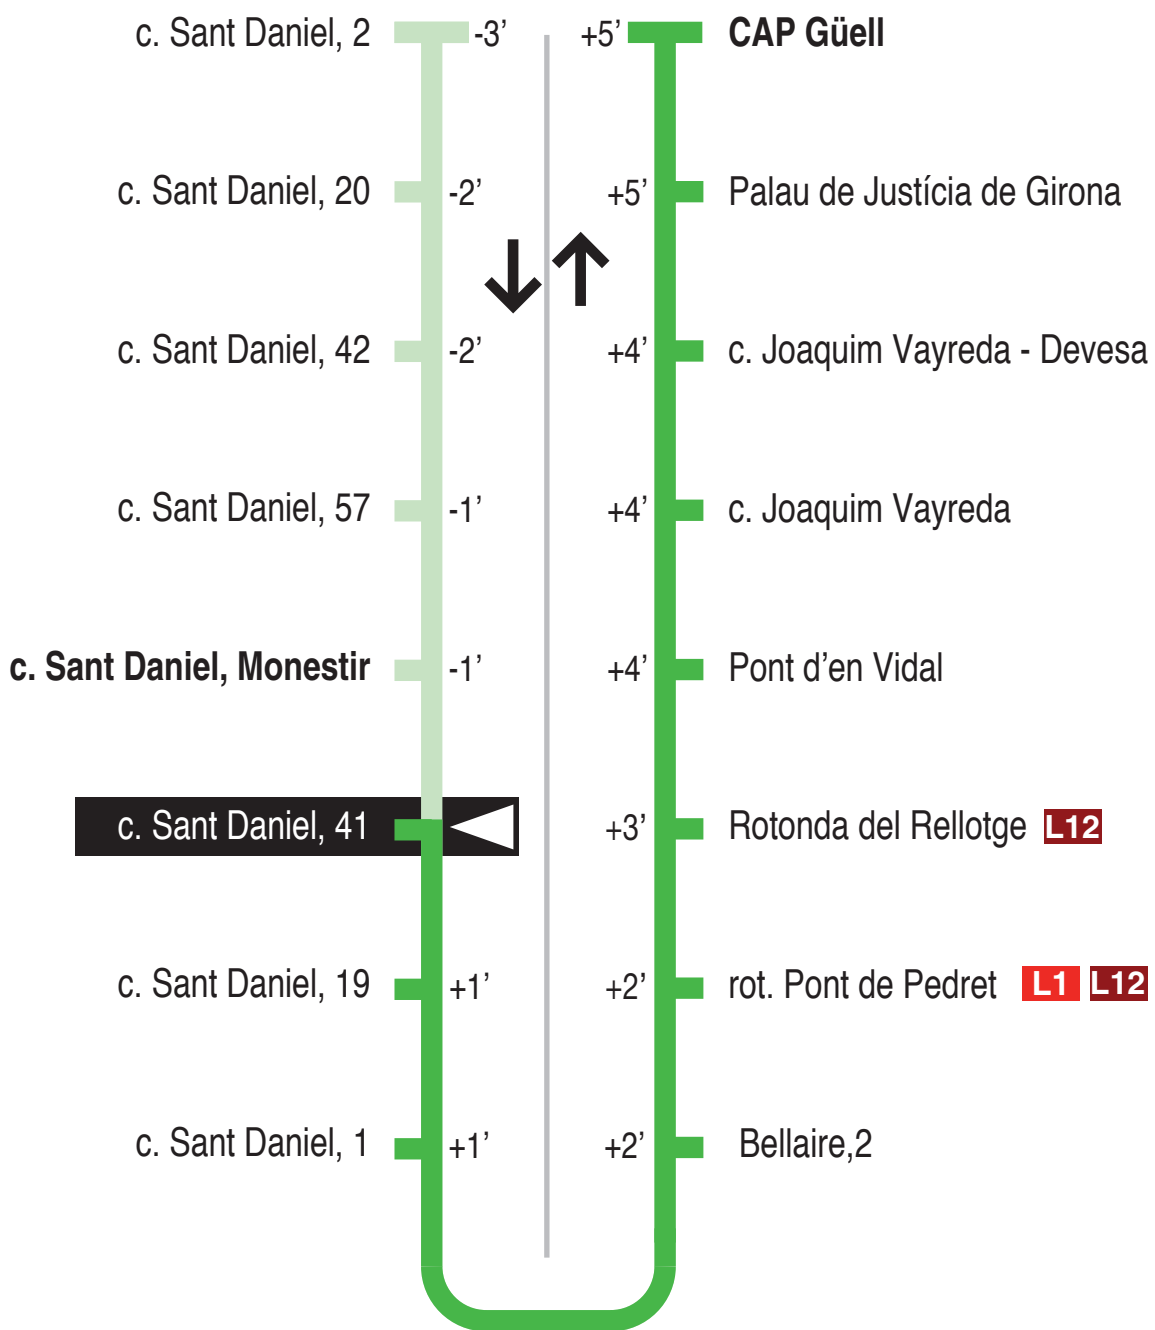 c. Sant Daniel, 2 -3’ +5’ CAP Güell
c. Sant Daniel, 20 -2’ +5’ Palau de Justícia de Girona
c. Sant Daniel, 42 -2’ +4’ c. Joaquim Vayreda - Devesa
c. Sant Daniel, 57 -1’ +4’ c. Joaquim Vayreda
c. Sant Daniel, Monestir -1’ +4’ Pont d’en Vidal
c. Sant Daniel, 41 +3’ Rotonda del Rellotge L12
c. Sant Daniel, 19 +1’ +2’ rot. Pont de Pedret L1 L12
c. Sant Daniel, 1 +1’ +2’ Bellaire,2